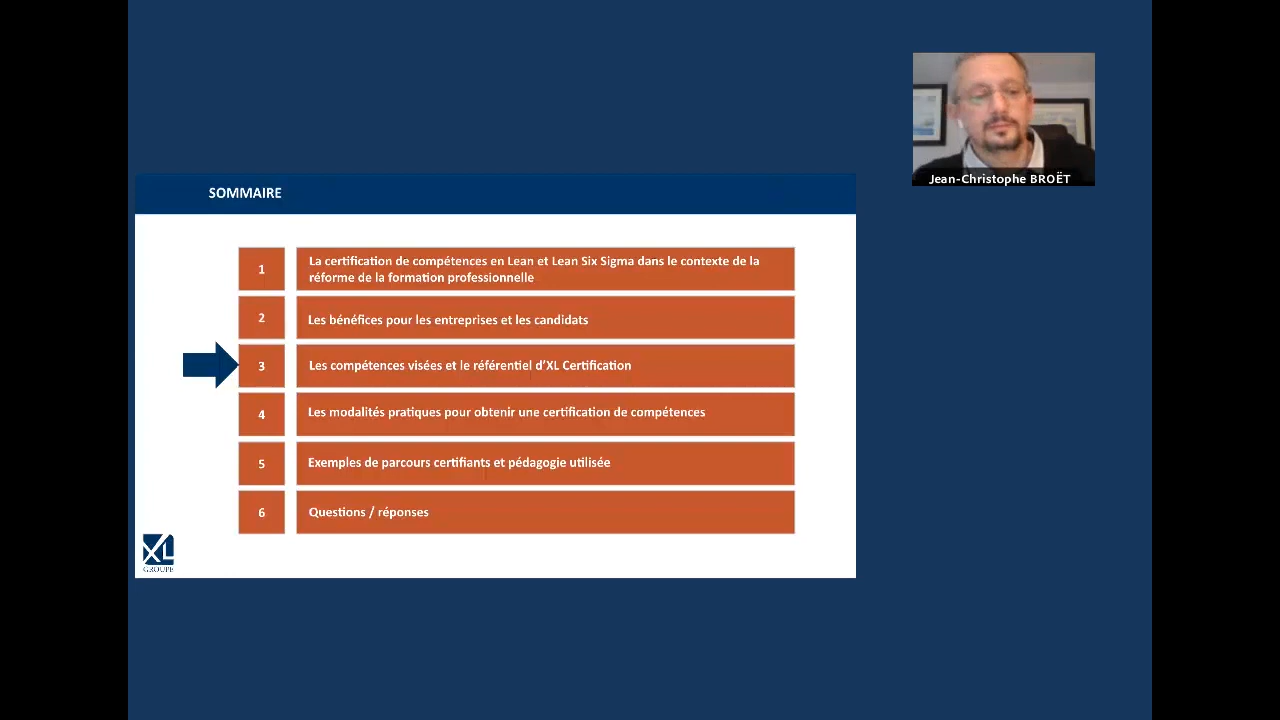 Jean-Christophe BROËT
SOMMAIRE
1
La certification de compétences en Lean et Lean Six Sigma dans le contexte de la
réforme de la formation professionnelle
2
Les bénéfices pour les entreprises et les candidats
3
Les compétences visées et le référentiel d'XL Certification
4
Les modalités pratiques pour obtenir une certification de compétences
5
Exemples de parcours certifiants et pédagogie utilisée
6
Questions / réponses
XL
GROUPE